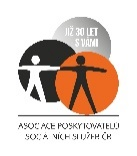 JIŽ 30 LET
S VÁMI
ASOCIACE POSKYTOVATELŮ
SOCIÁLNÍCH SLUŽEB ČR